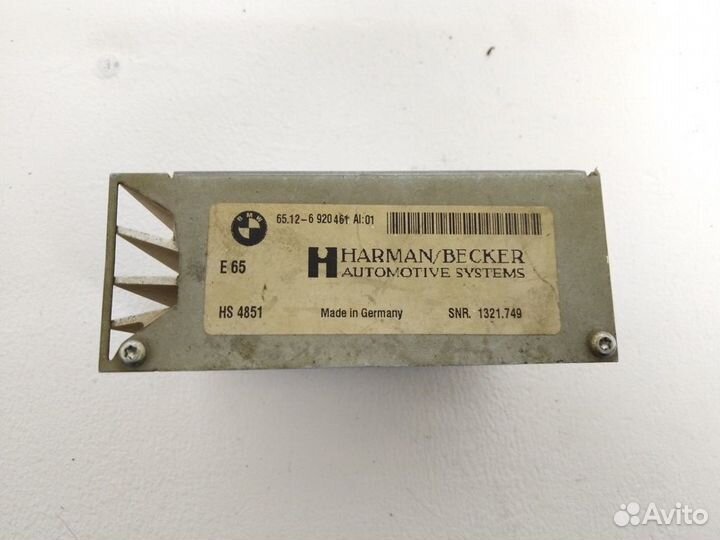 BMW
65.12-6 920 461 AI:01
E 65
H HARMAN/BECKER
AUTOMOTIVE SYSTEMS
HS 4851
Made in Germany
SNR. 1321.749
Avito